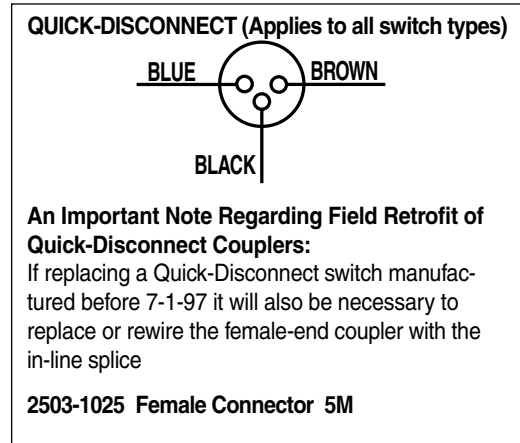 QUICK-DISCONNECT (Applies to all switch types)
BLUE
BROWN
BLACK
An Important Note Regarding Field Retrofit of
Quick-Disconnect Couplers:
If replacing a Quick-Disconnect switch manufac-
tured before 7-1-97 it will also be necessary to
replace or rewire the female-end coupler with the
in-line splice
2503-1025 Female Connector 5M